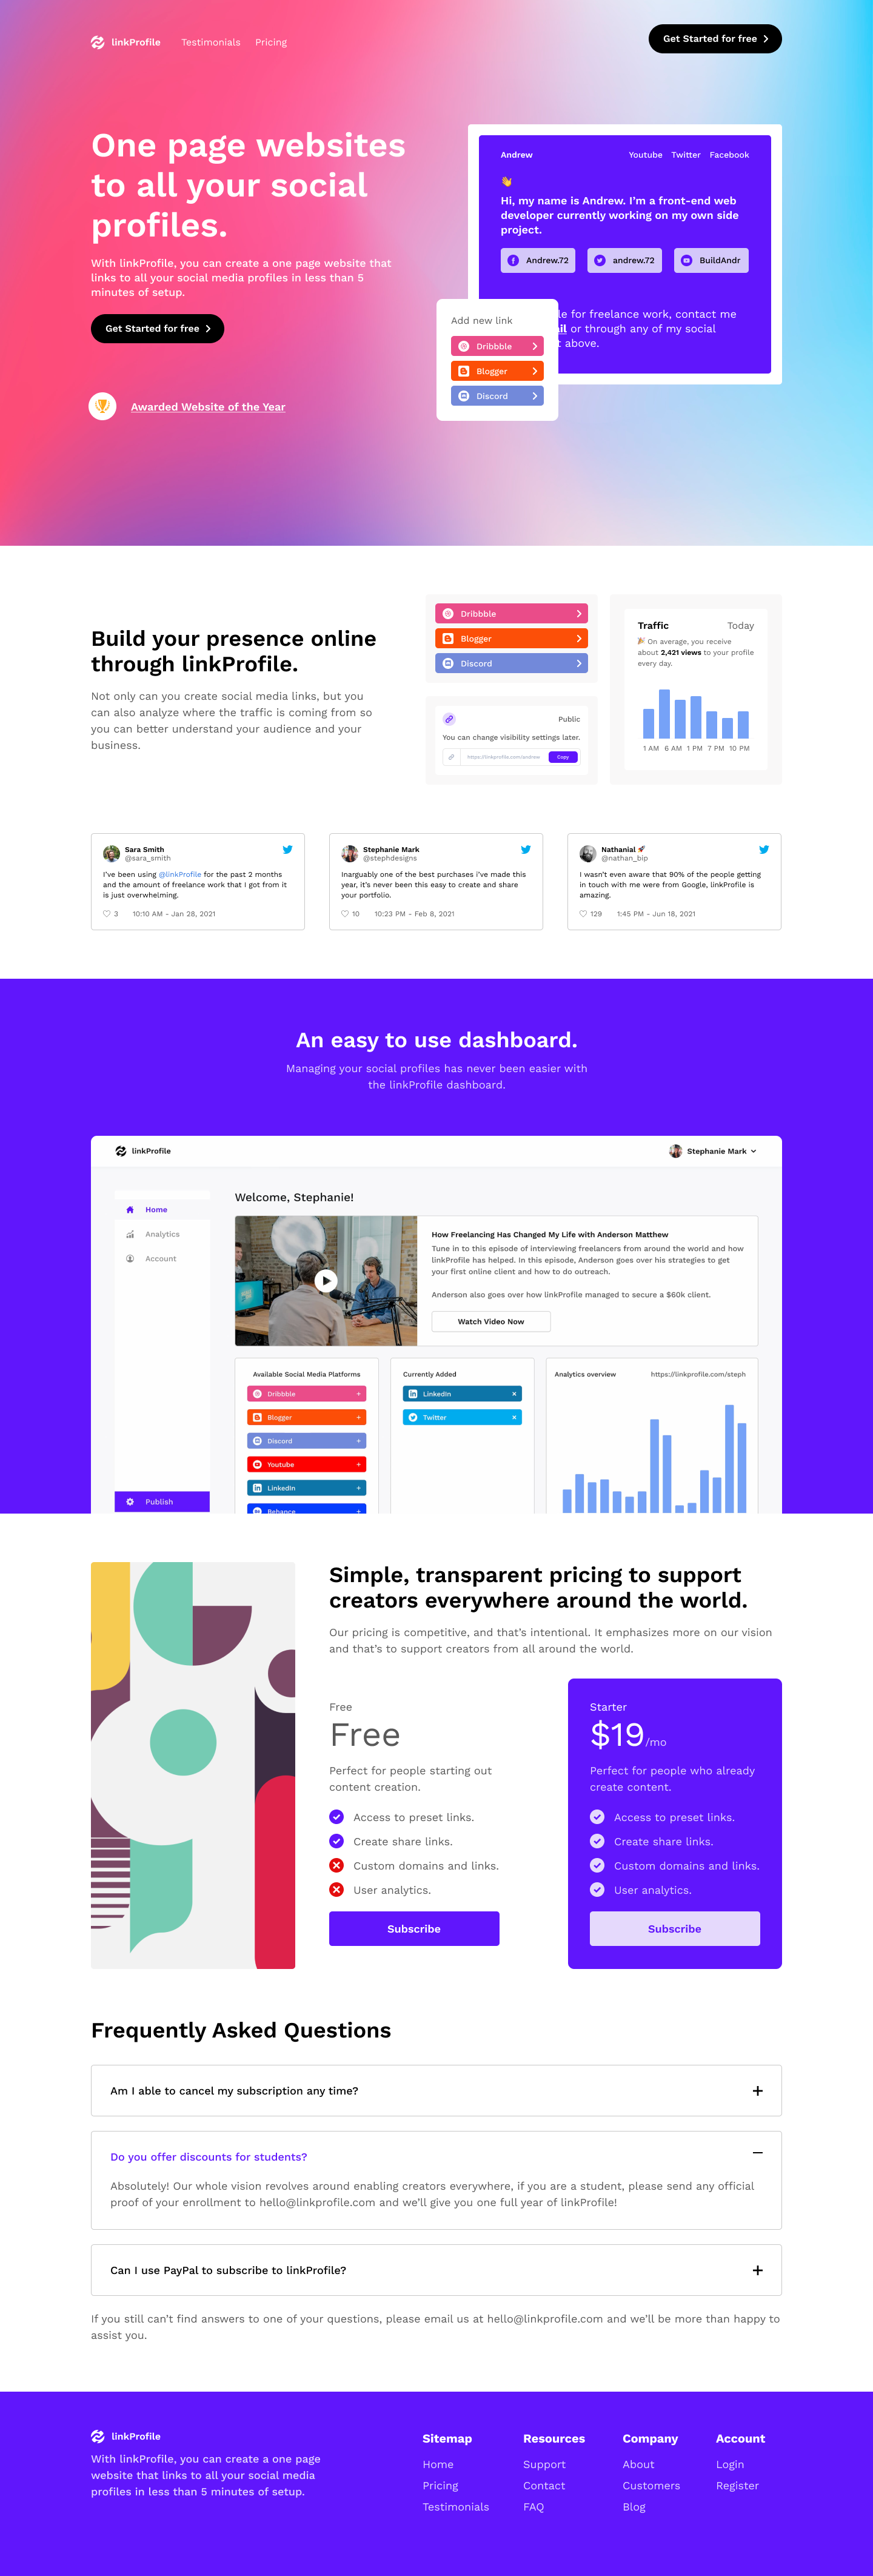 linkProfile Testimonials Pricing
Get Started for free
One page websites
to all your social
profiles.
With linkProfile, you can create a one page website that
links to all your social media profiles in less than 5
minutes of setup.
Get Started for free
Awarded Website of the Year
Andrew
Youtube Twitter Facebook
👋
Hi, my name is Andrew. I'm a front-end web
developer currently working on my own side
project.
Andrew.72
andrew.72
BuildAndr
le for freelance work, contact me
il or through any of my social
t above.
Add new link
Dribbble
Blogger
Discord
Build your presence online
through linkProfile.
Not only can you create social media links, but you
can also analyze where the traffic is coming from so
you can better understand your audience and your
business.
Dribbble
Blogger
Discord
Public
You can change visibility settings later.
https://linkprofile.com/andrew
Copy
Traffic
Today
🎉 On average, you receive
about 2,421 views to your profile
every day.
1 AM 6 AM 1 PM 7 PM 10 PM
Sara Smith
@sara_smith
I've been using @linkProfile for the past 2 months
and the amount of freelance work that I got from it
is just overwhelming.
3 10:10 AM - Jan 28, 2021
Stephanie Mark
@stephdesigns
Inarguably one of the best purchases i've made this
year, it's never been this easy to create and share
your portfolio.
10 10:23 PM - Feb 8, 2021
Nathanial 🚀
@nathan_bip
I wasn't even aware that 90% of the people getting
in touch with me were from Google, linkProfile is
amazing.
129 1:45 PM - Jun 18, 2021
An easy to use dashboard.
Managing your social profiles has never been easier with
the linkProfile dashboard.
linkProfile
Stephanie Mark
Home
Analytics
Account
Publish
Welcome, Stephanie!
How Freelancing Has Changed My Life with Anderson Matthew
Tune in to this episode of interviewing freelancers from around the world and how
linkProfile has helped. In this episode, Anderson goes over his strategies to get
your first online client and how to do outreach.
Anderson also goes over how linkProfile managed to secure a $60k client.
Watch Video Now
Available Social Media Platforms
Dribbble +
Blogger +
Discord +
Youtube +
LinkedIn +
Behance
Currently Added
LinkedIn ×
Twitter ×
Analytics overview
https://linkprofile.com/steph
Simple, transparent pricing to support
creators everywhere around the world.
Our pricing is competitive, and that's intentional. It emphasizes more on our vision
and that's to support creators from all around the world.
Free
Free
Perfect for people starting out
content creation.
Access to preset links.
Create share links.
Custom domains and links.
User analytics.
Subscribe
Starter
$19/mo
Perfect for people who already
create content.
Access to preset links.
Create share links.
Custom domains and links.
User analytics.
Subscribe
Frequently Asked Questions
Am I able to cancel my subscription any time?
Do you offer discounts for students?
Absolutely! Our whole vision revolves around enabling creators everywhere, if you are a student, please send any official
proof of your enrollment to hello@linkprofile.com and we'll give you one full year of linkProfile!
Can I use PayPal to subscribe to linkProfile?
If you still can't find answers to one of your questions, please email us at hello@linkprofile.com and we'll be more than happy to
assist you.
linkProfile
With linkProfile, you can create a one page
website that links to all your social media
profiles in less than 5 minutes of setup.
Sitemap
Home
Pricing
Testimonials
Resources
Support
Contact
FAQ
Company
About
Customers
Blog
Account
Login
Register